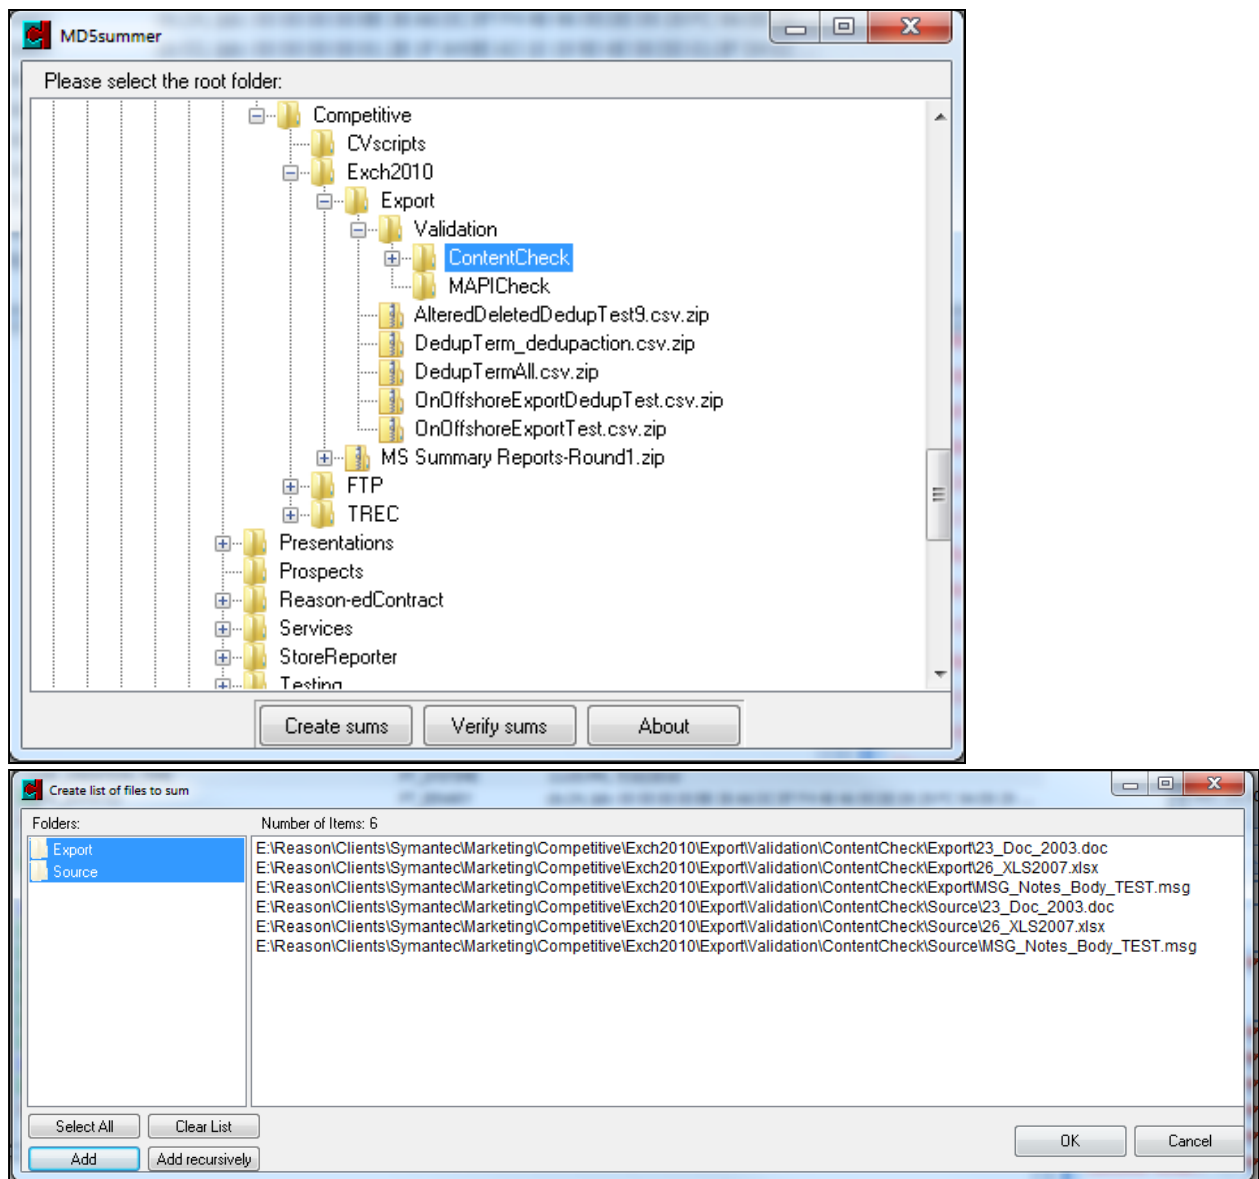 MD5summer
Please select the root folder:
Competitive
CVscripts
Exch2010
Export
Validation
ContentCheck
MAPICheck
AlteredDeletedDedupTest9.csv.zip
DedupTerm_dedupaction.csv.zip
DedupTermAll.csv.zip
OnOffshoreExportDedupTest.csv.zip
OnOffshoreExportTest.csv.zip
MS Summary Reports-Round1.zip
FTP
TREC
Presentations
Prospects
Reason-edContract
Services
StoreReporter
Testing
Create sums Verify sums About
Create list of files to sum
Folders: Number of Items: 6
Export
Source
E:\Reason\Clients\Symantec\Marketing\Competitive\Exch2010\Export\Validation\ContentCheck\Export\23_Doc_2003.doc
E:\Reason\Clients\Symantec\Marketing\Competitive\Exch2010\Export\Validation\ContentCheck\Export\26_XLS2007.xlsx
E:\Reason\Clients\Symantec\Marketing\Competitive\Exch2010\Export\Validation\ContentCheck\Export\MSG_Notes_Body_TEST.msg
E:\Reason\Clients\Symantec\Marketing\Competitive\Exch2010\Export\Validation\ContentCheck\Source\23_Doc_2003.doc
E:\Reason\Clients\Symantec\Marketing\Competitive\Exch2010\Export\Validation\ContentCheck\Source\26_XLS2007.xlsx
E:\Reason\Clients\Symantec\Marketing\Competitive\Exch2010\Export\Validation\ContentCheck\Source\MSG_Notes_Body_TEST.msg
Select All Clear List
Add Add recursively
OK Cancel